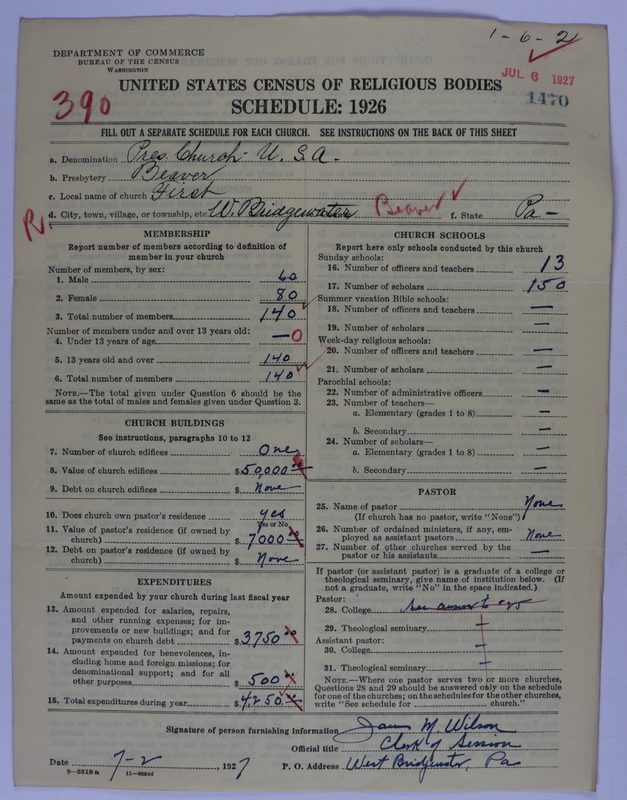 1-6-2
DEPARTMENT OF COMMERCE
BUREAU OF THE CENSUS
WASHINGTON
JUL 8 1927
1470
390
UNITED STATES CENSUS OF RELIGIOUS BODIES
SCHEDULE: 1926
FILL OUT A SEPARATE SCHEDULE FOR EACH CHURCH. SEE INSTRUCTIONS ON THE BACK OF THIS SHEET
a. Denomination Pres. Church U. S. A.
b. Presbytery Beaver
c. Local name of church First
R. d. City, town, village, or township, etc. W. Bridgewater Beaver f. State Pa-
MEMBERSHIP
Report number of members according to definition of
member in your church
Number of members, by sex:
1. Male 60
2. Female 80
3. Total number of members 140
Number of members under and over 13 years old:
4. Under 13 years of age — 0
5. 13 years old and over 140
6. Total number of members 140
NOTE.—The total given under Question 6 should be
the same as the total of males and females given under Question 3.
CHURCH BUILDINGS
See instructions, paragraphs 10 to 12
7. Number of church edifices One
8. Value of church edifices $50,000.00
9. Debt on church edifices $ None
10. Does church own pastor's residence yes
Yes or No
11. Value of pastor's residence (if owned by
church) $7000.00
12. Debt on pastor's residence (if owned by
church) $ None
EXPENDITURES
Amount expended by your church during last fiscal year
13. Amount expended for salaries, repairs,
and other running expenses; for im-
provements or new buildings; and for
payments on church debt $3750.00
14. Amount expended for benevolences, in-
cluding home and foreign missions; for
denominational support; and for all
other purposes $500
15. Total expenditures during year $4250.00
CHURCH SCHOOLS
Report here only schools conducted by this church
Sunday schools:
16. Number of officers and teachers 13
17. Number of scholars 150
Summer vacation Bible schools:
18. Number of officers and teachers —
19. Number of scholars —
Week-day religious schools:
20. Number of officers and teachers —
21. Number of scholars —
Parochial schools:
22. Number of administrative officers —
23. Number of teachers—
a. Elementary (grades 1 to 8) —
b. Secondary —
24. Number of scholars—
a. Elementary (grades 1 to 8) —
b. Secondary —
PASTOR
25. Name of pastor None
(If church has no pastor, write "None")
26. Number of ordained ministers, if any, em-
ployed as assistant pastors None
27. Number of other churches served by the
pastor or his assistants —
If pastor (or assistant pastor) is a graduate of a college or
theological seminary, give name of institution below. (If
not a graduate, write "No" in the space indicated.)
Pastor:
28. College See answer to 25
29. Theological seminary —
Assistant pastor:
30. College —
31. Theological seminary —
NOTE.—Where one pastor serves two or more churches,
Questions 28 and 29 should be answered only on the schedule
for one of the churches; on the schedules for the other churches,
write "See schedule for church."
Signature of person furnishing information James M Wilson
Official title Clerk of Session
Date 7-2, 1927 P. O. Address West Bridgewater, Pa
8-5518a 11-9054d